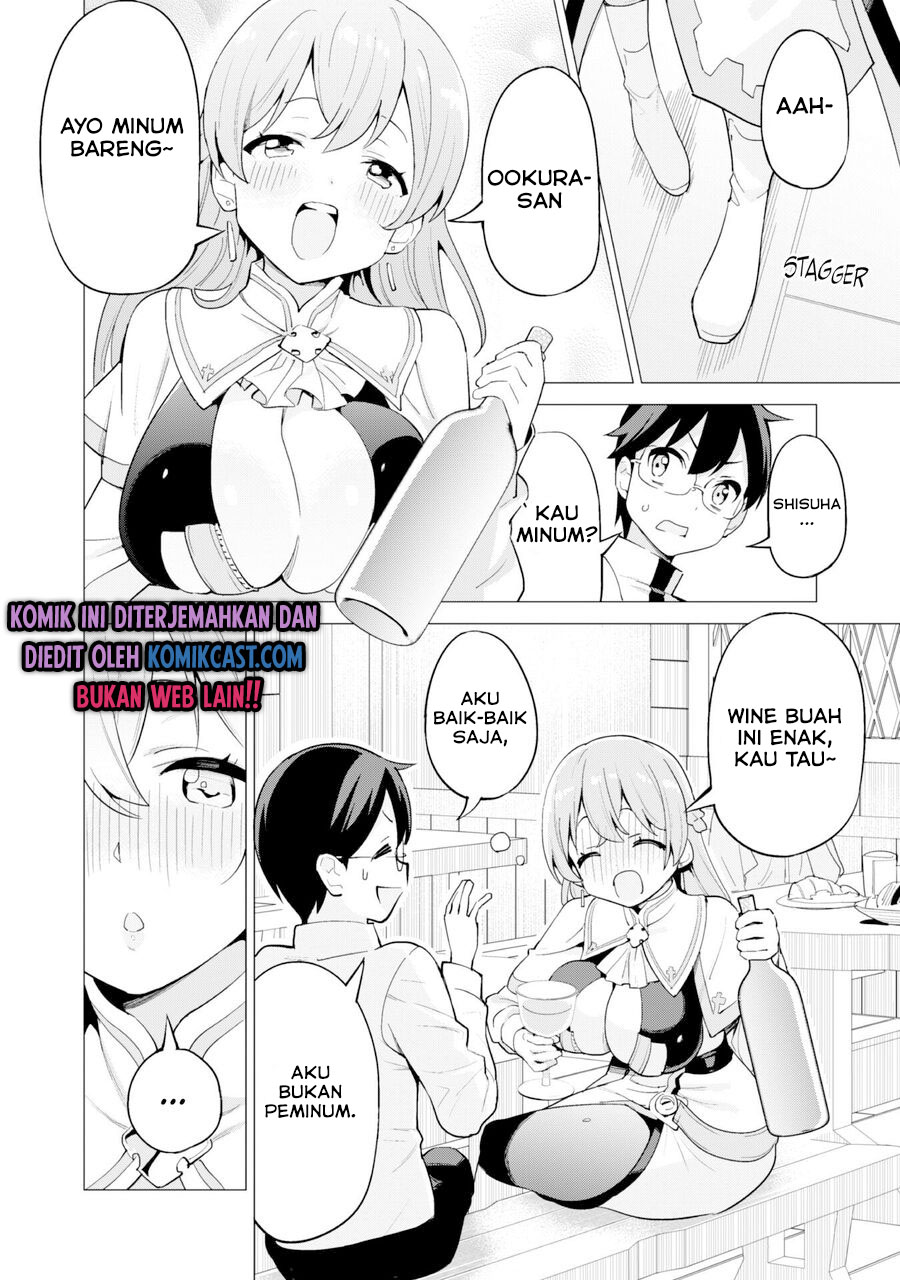 AAH-
STAGGER
OOKURA-
SAN
AYO MINUM
BARENG~
SHISUHA
...
KAU
MINUM?
KOMIK INI DITERJEMAHKAN DAN
DIEDIT OLEH KOMIKCAST.COM
BUKAN WEB LAIN!!
WINE BUAH
INI ENAK,
KAU TAU~
AKU
BAIK-BAIK
SAJA,
AKU
BUKAN
PEMINUM.
...